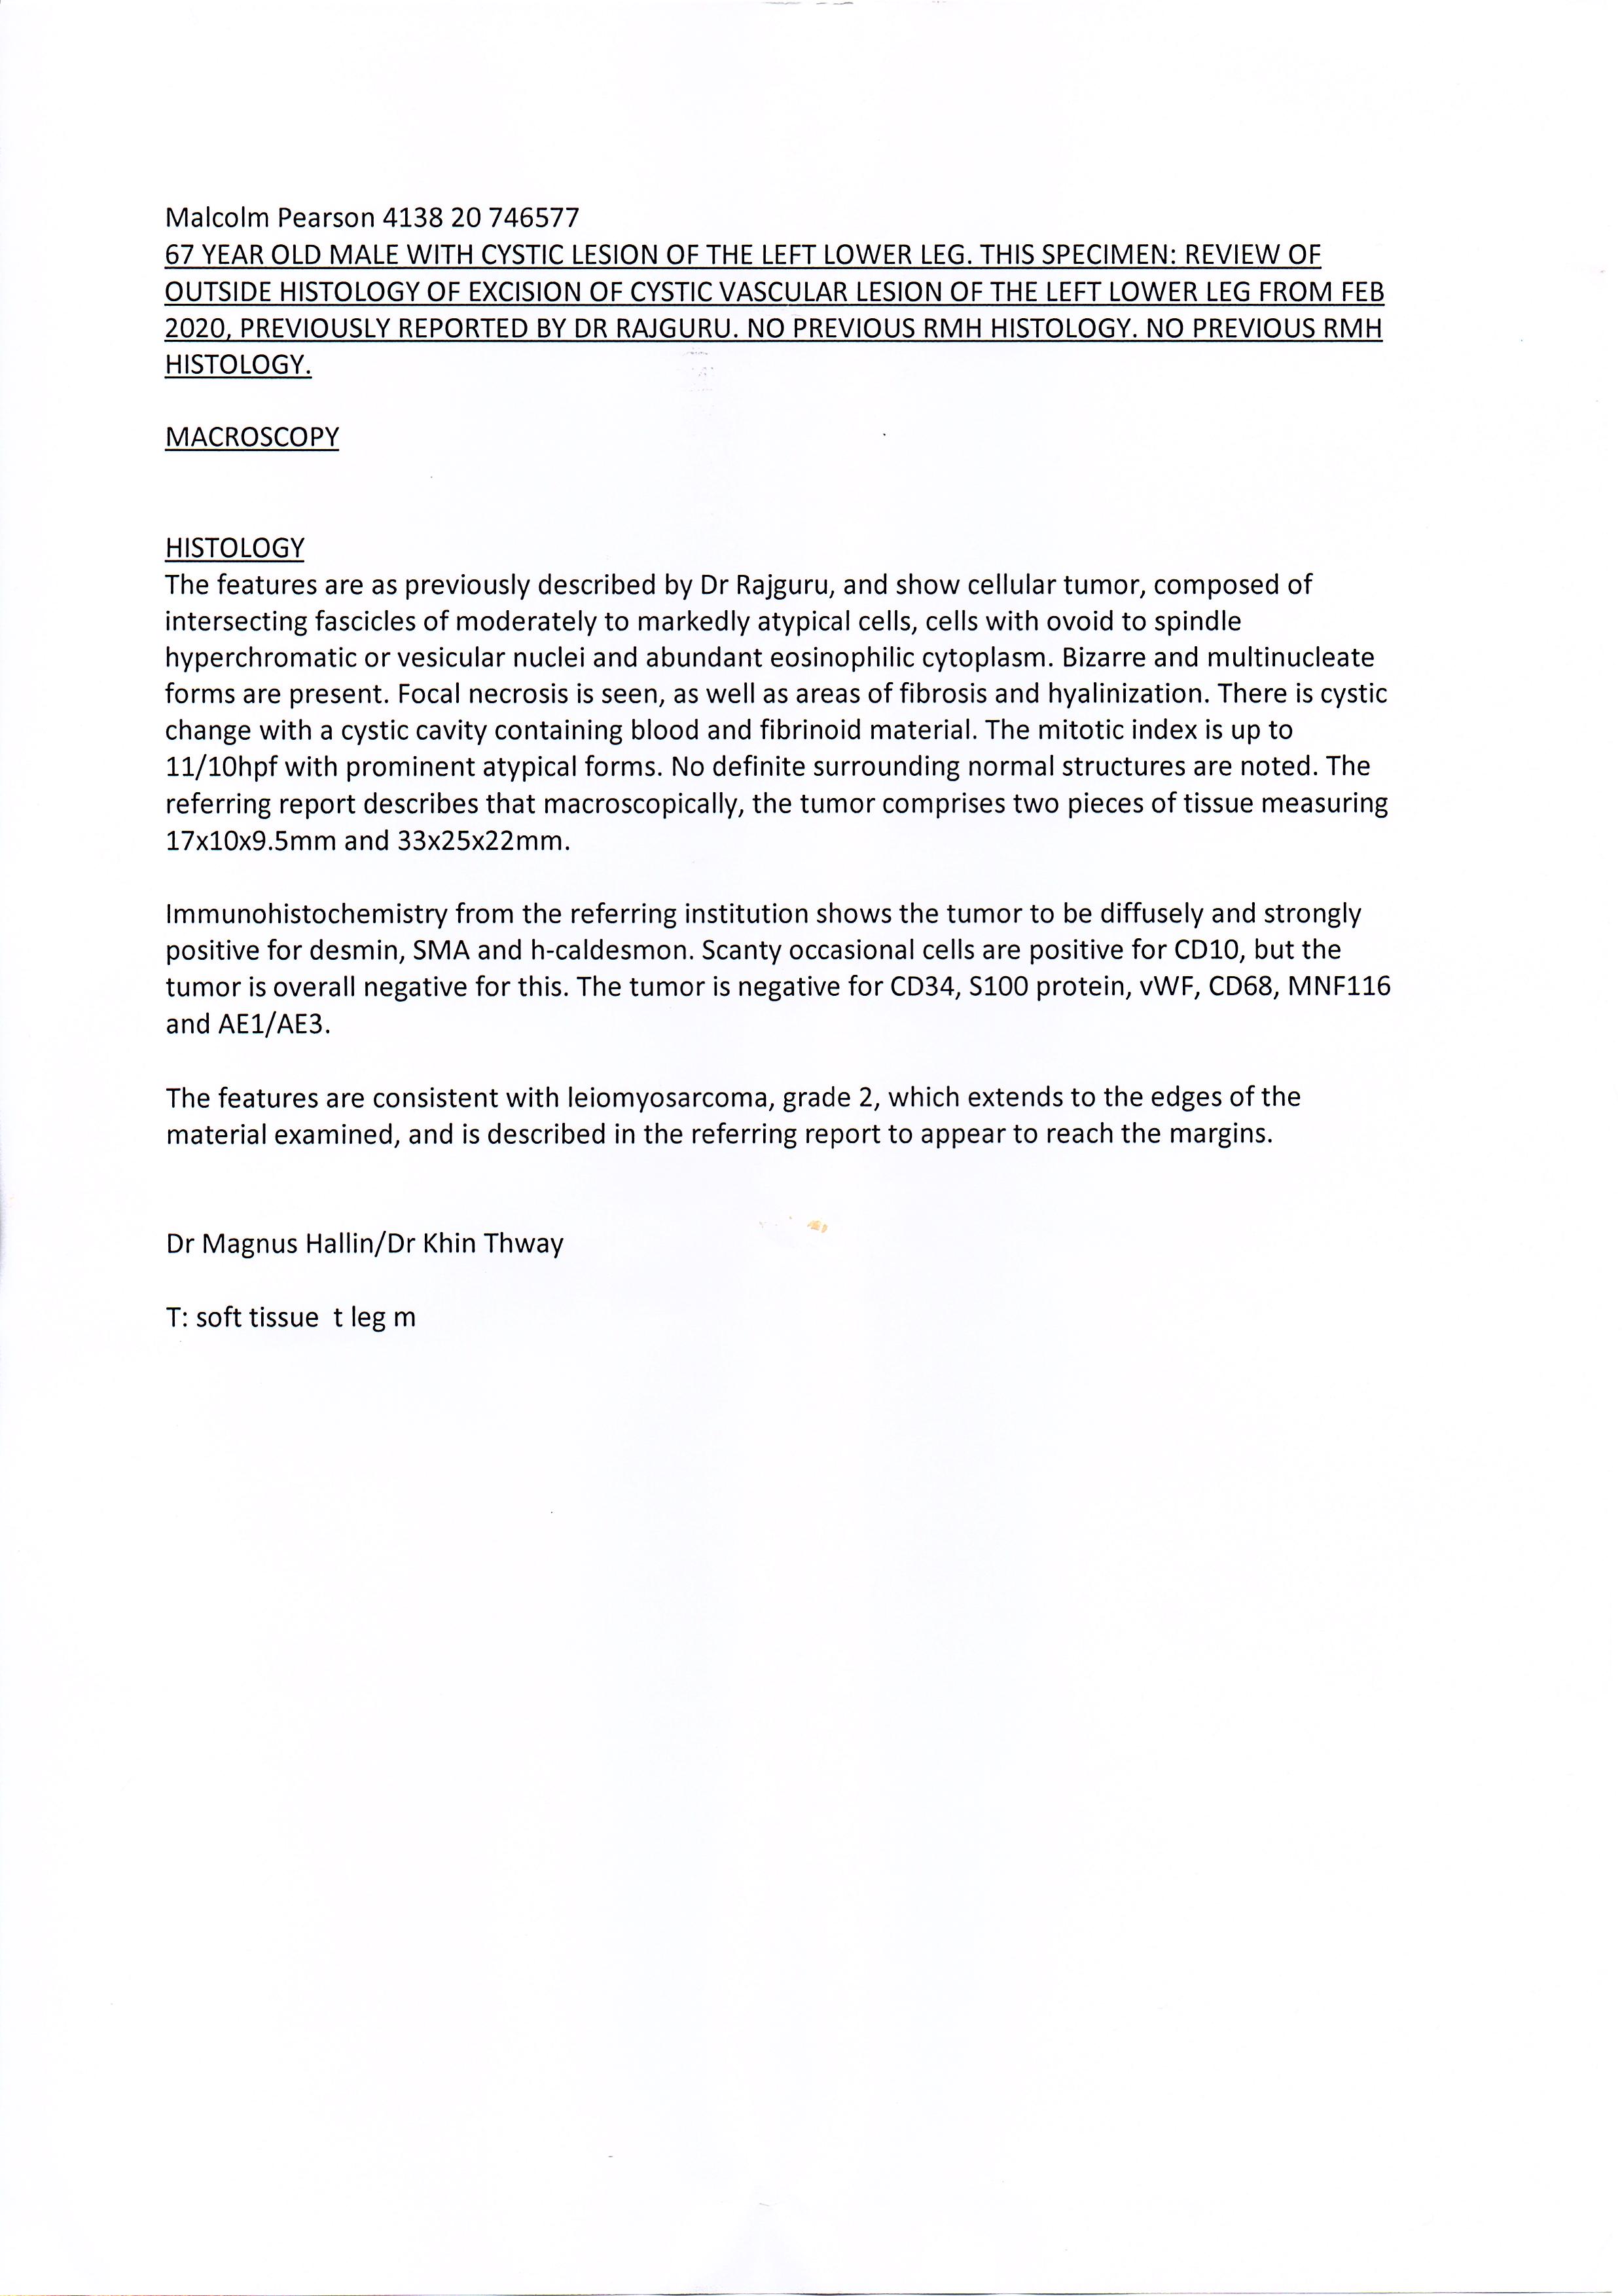 Malcolm Pearson 4138 20 746577
67 YEAR OLD MALE WITH CYSTIC LESION OF THE LEFT LOWER LEG. THIS SPECIMEN: REVIEW OF
OUTSIDE HISTOLOGY OF EXCISION OF CYSTIC VASCULAR LESION OF THE LEFT LOWER LEG FROM FEB
2020, PREVIOUSLY REPORTED BY DR RAJGURU. NO PREVIOUS RMH HISTOLOGY. NO PREVIOUS RMH
HISTOLOGY.
MACROSCOPY
HISTOLOGY
The features are as previously described by Dr Rajguru, and show cellular tumor, composed of
intersecting fascicles of moderately to markedly atypical cells, cells with ovoid to spindle
hyperchromatic or vesicular nuclei and abundant eosinophilic cytoplasm. Bizarre and multinucleate
forms are present. Focal necrosis is seen, as well as areas of fibrosis and hyalinization. There is cystic
change with a cystic cavity containing blood and fibrinoid material. The mitotic index is up to
11/10hpf with prominent atypical forms. No definite surrounding normal structures are noted. The
referring report describes that macroscopically, the tumor comprises two pieces of tissue measuring
17x10x9.5mm and 33x25x22mm.
Immunohistochemistry from the referring institution shows the tumor to be diffusely and strongly
positive for desmin, SMA and h-caldesmon. Scanty occasional cells are positive for CD10, but the
tumor is overall negative for this. The tumor is negative for CD34, S100 protein, vWF, CD68, MNF116
and AE1/AE3.
The features are consistent with leiomyosarcoma, grade 2, which extends to the edges of the
material examined, and is described in the referring report to appear to reach the margins.
Dr Magnus Hallin/Dr Khin Thway
T: soft tissue  t leg m